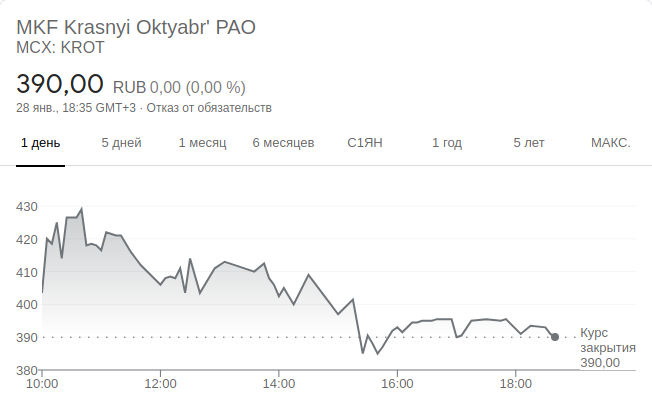 MKF Krasnyi Oktyabr' PAO
MCX: KROT
390,00 RUB 0,00 (0,00 %)
28 янв., 18:35 GMT+3 · Отказ от обязательств
1 день 5 дней 1 месяц 6 месяцев С1ЯН 1 год 5 лет МАКС.
430
420
410
400
390
380
Курс
закрытия
390,00
10:00 12:00 14:00 16:00 18:00